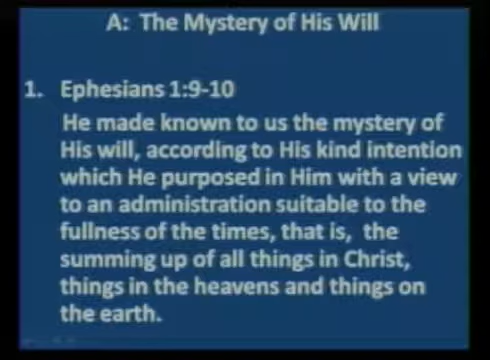 A: The Mystery of His Will
1. Ephesians 1:9-10
He made known to us the mystery of
His will, according to His kind intention
which He purposed in Him with a view
to an administration suitable to the
fullness of the times, that is, the
summing up of all things in Christ,
things in the heavens and things on
the earth.